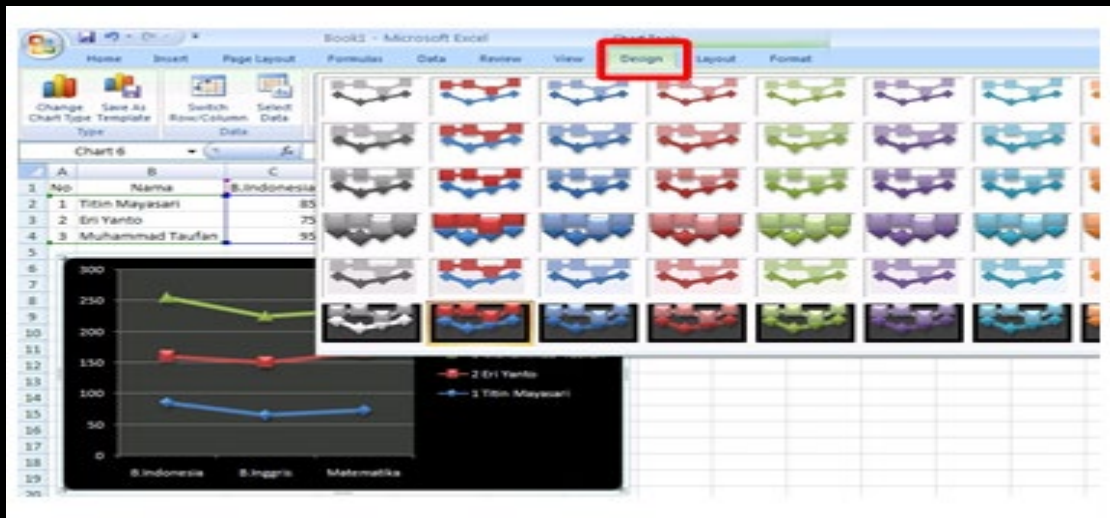 Book1 - Microsoft Excel
Chart Tools
Home Insert Page Layout Formulas Data Review View Design Layout Format
Change Chart Type
Save As Template
Switch Row/Column
Select Data
Type
Data
Chart 6
fx
A B C
1 No Nama B.Indonesia
2 1 Titin Mayasari 85
3 2 Eri Yanto 75
4 3 Muhammad Taufan 95
5
6
7
8
9
10
11
12
13
14
15
16
17
18
19
20
300
250
200
150
100
50
0
B.Indonesia B.Inggris Matematika
2 Eri Yanto
1 Titin Mayasari